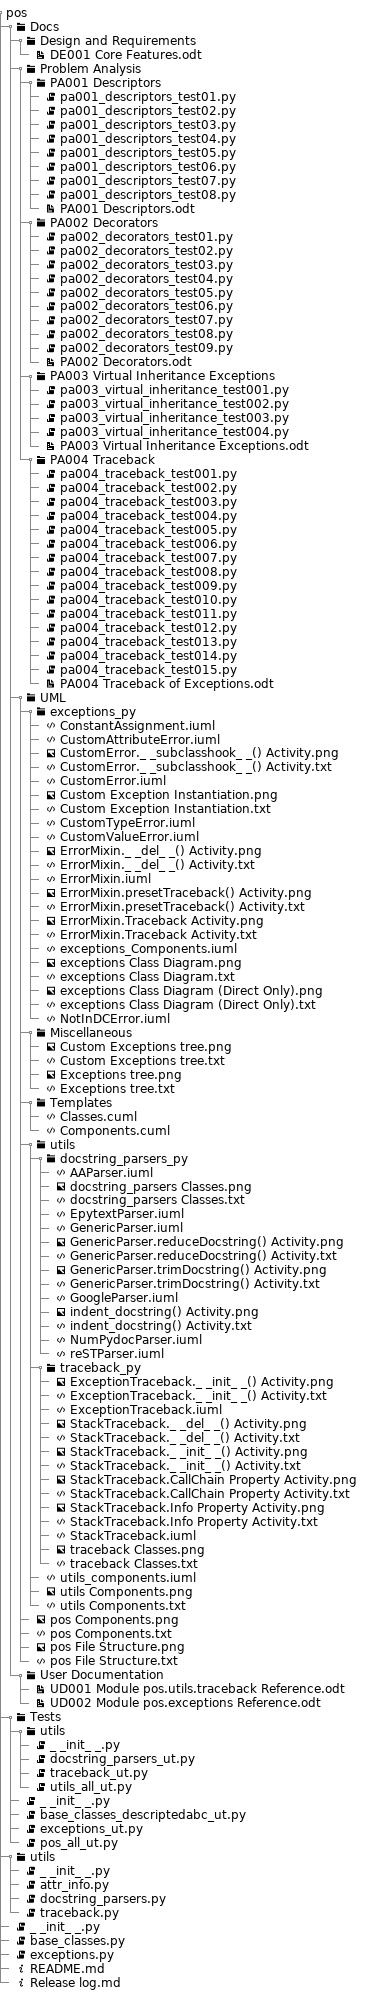 pos
Docs
Design and Requirements
DE001 Core Features.odt
Problem Analysis
PA001 Descriptors
pa001_descriptors_test01.py
pa001_descriptors_test02.py
pa001_descriptors_test03.py
pa001_descriptors_test04.py
pa001_descriptors_test05.py
pa001_descriptors_test06.py
pa001_descriptors_test07.py
pa001_descriptors_test08.py
PA001 Descriptors.odt
PA002 Decorators
pa002_decorators_test01.py
pa002_decorators_test02.py
pa002_decorators_test03.py
pa002_decorators_test04.py
pa002_decorators_test05.py
pa002_decorators_test06.py
pa002_decorators_test07.py
pa002_decorators_test08.py
pa002_decorators_test09.py
PA002 Decorators.odt
PA003 Virtual Inheritance Exceptions
pa003_virtual_inheritance_test001.py
pa003_virtual_inheritance_test002.py
pa003_virtual_inheritance_test003.py
pa003_virtual_inheritance_test004.py
PA003 Virtual Inheritance Exceptions.odt
PA004 Traceback
pa004_traceback_test001.py
pa004_traceback_test002.py
pa004_traceback_test003.py
pa004_traceback_test004.py
pa004_traceback_test005.py
pa004_traceback_test006.py
pa004_traceback_test007.py
pa004_traceback_test008.py
pa004_traceback_test009.py
pa004_traceback_test010.py
pa004_traceback_test011.py
pa004_traceback_test012.py
pa004_traceback_test013.py
pa004_traceback_test014.py
pa004_traceback_test015.py
PA004 Traceback of Exceptions.odt
UML
exceptions_py
ConstantAssignment.iuml
CustomAttributeError.iuml
CustomError._ _subclasshook_ _() Activity.png
CustomError._ _subclasshook_ _() Activity.txt
CustomError.iuml
Custom Exception Instantiation.png
Custom Exception Instantiation.txt
CustomTypeError.iuml
CustomValueError.iuml
ErrorMixin._ _del_ _() Activity.png
ErrorMixin._ _del_ _() Activity.txt
ErrorMixin.iuml
ErrorMixin.presetTraceback() Activity.png
ErrorMixin.presetTraceback() Activity.txt
ErrorMixin.Traceback Activity.png
ErrorMixin.Traceback Activity.txt
exceptions_Components.iuml
exceptions Class Diagram.png
exceptions Class Diagram.txt
exceptions Class Diagram (Direct Only).png
exceptions Class Diagram (Direct Only).txt
NotInDCError.iuml
Miscellaneous
Custom Exceptions tree.png
Custom Exceptions tree.txt
Exceptions tree.png
Exceptions tree.txt
Templates
Classes.cuml
Components.cuml
utils
docstring_parsers_py
AAParser.iuml
docstring_parsers Classes.png
docstring_parsers Classes.txt
EpytextParser.iuml
GenericParser.iuml
GenericParser.reduceDocstring() Activity.png
GenericParser.reduceDocstring() Activity.txt
GenericParser.trimDocstring() Activity.png
GenericParser.trimDocstring() Activity.txt
GoogleParser.iuml
indent_docstring() Activity.png
indent_docstring() Activity.txt
NumPydocParser.iuml
reSTParser.iuml
traceback_py
ExceptionTraceback._ _init_ _() Activity.png
ExceptionTraceback._ _init_ _() Activity.txt
ExceptionTraceback.iuml
StackTraceback._ _del_ _() Activity.png
StackTraceback._ _del_ _() Activity.txt
StackTraceback._ _init_ _() Activity.png
StackTraceback._ _init_ _() Activity.txt
StackTraceback.CallChain Property Activity.png
StackTraceback.CallChain Property Activity.txt
StackTraceback.Info Property Activity.png
StackTraceback.Info Property Activity.txt
StackTraceback.iuml
traceback Classes.png
traceback Classes.txt
utils_components.iuml
utils Components.png
utils Components.txt
pos Components.png
pos Components.txt
pos File Structure.png
pos File Structure.txt
User Documentation
UD001 Module pos.utils.traceback Reference.odt
UD002 Module pos.exceptions Reference.odt
Tests
utils
_ _init_ _.py
docstring_parsers_ut.py
traceback_ut.py
utils_all_ut.py
_ _init_ _.py
base_classes_descriptedabc_ut.py
exceptions_ut.py
pos_all_ut.py
utils
_ _init_ _.py
attr_info.py
docstring_parsers.py
traceback.py
_ _init_ _.py
base_classes.py
exceptions.py
README.md
Release log.md